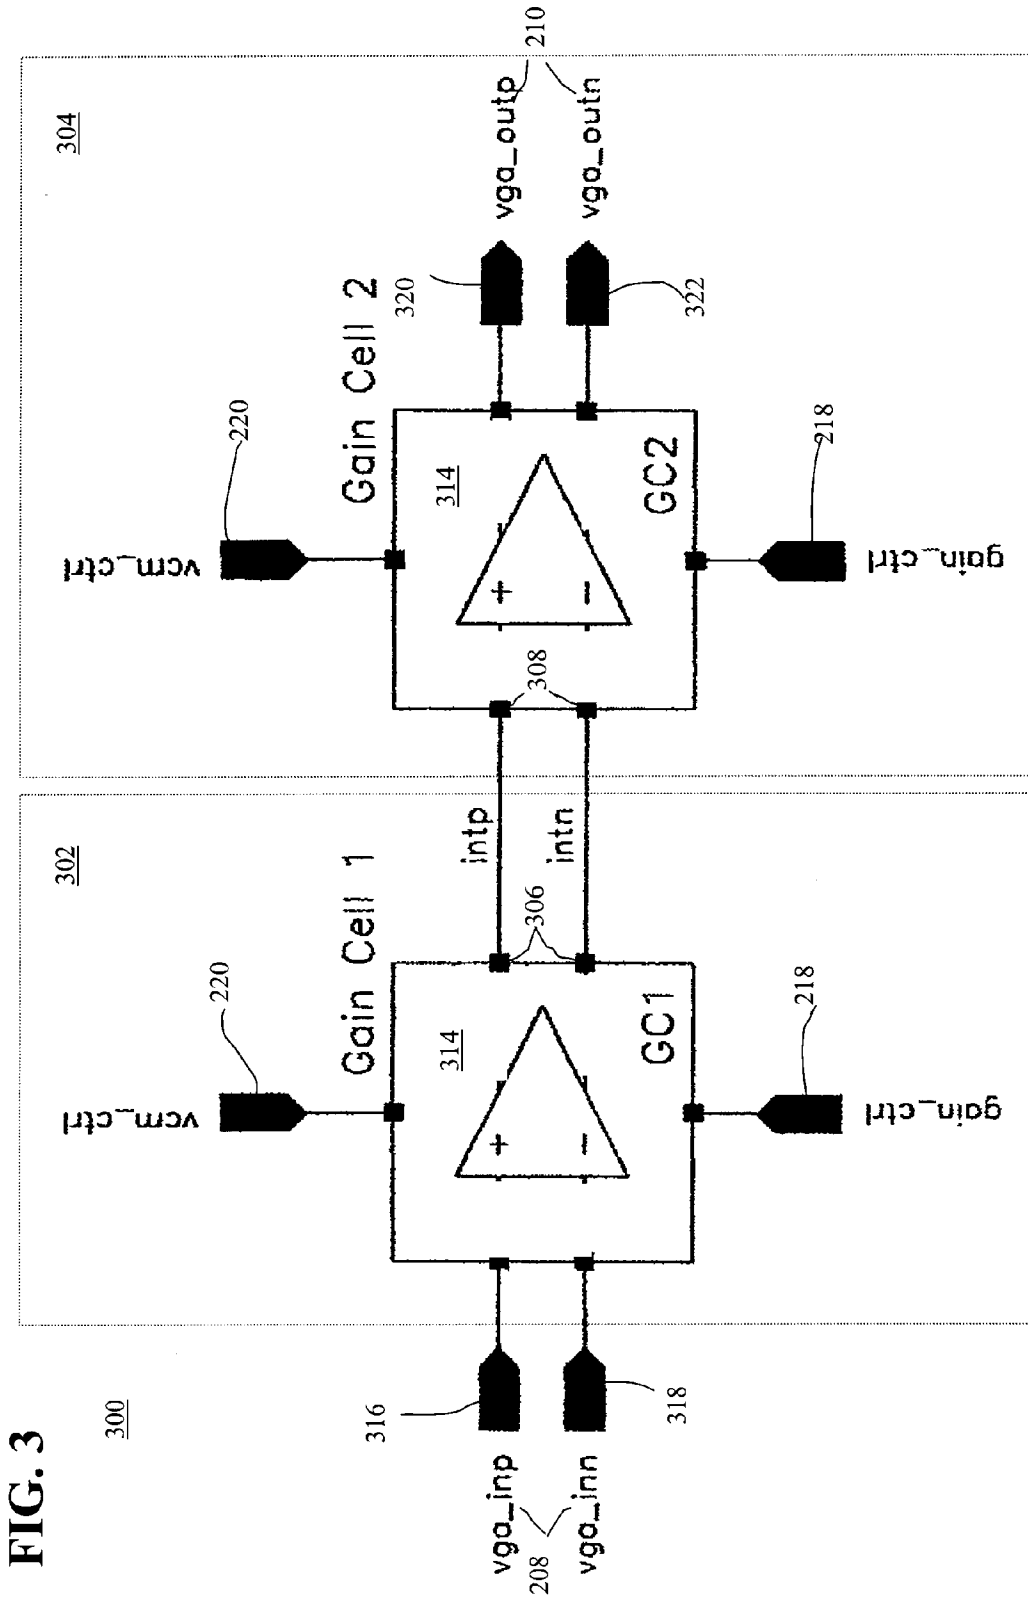 FIG. 3
300
302
304
vcm_ctrl
220
vcm_ctrl
220
Gain Cell 1
Gain Cell 2
316
314
314
320
vga_inp
intp
vga_outp
208
306
308
210
vga_inn
intn
vga_outn
318
GC1
GC2
322
218
218
gain_ctrl
gain_ctrl